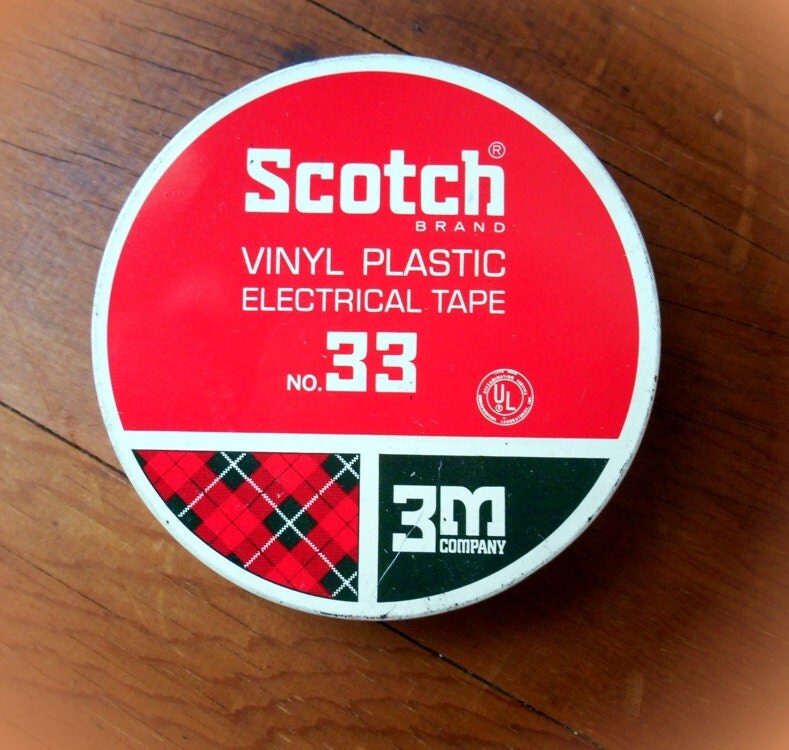 Scotch®
BRAND
VINYL PLASTIC
ELECTRICAL TAPE
NO. 33
UL
®
3M
COMPANY